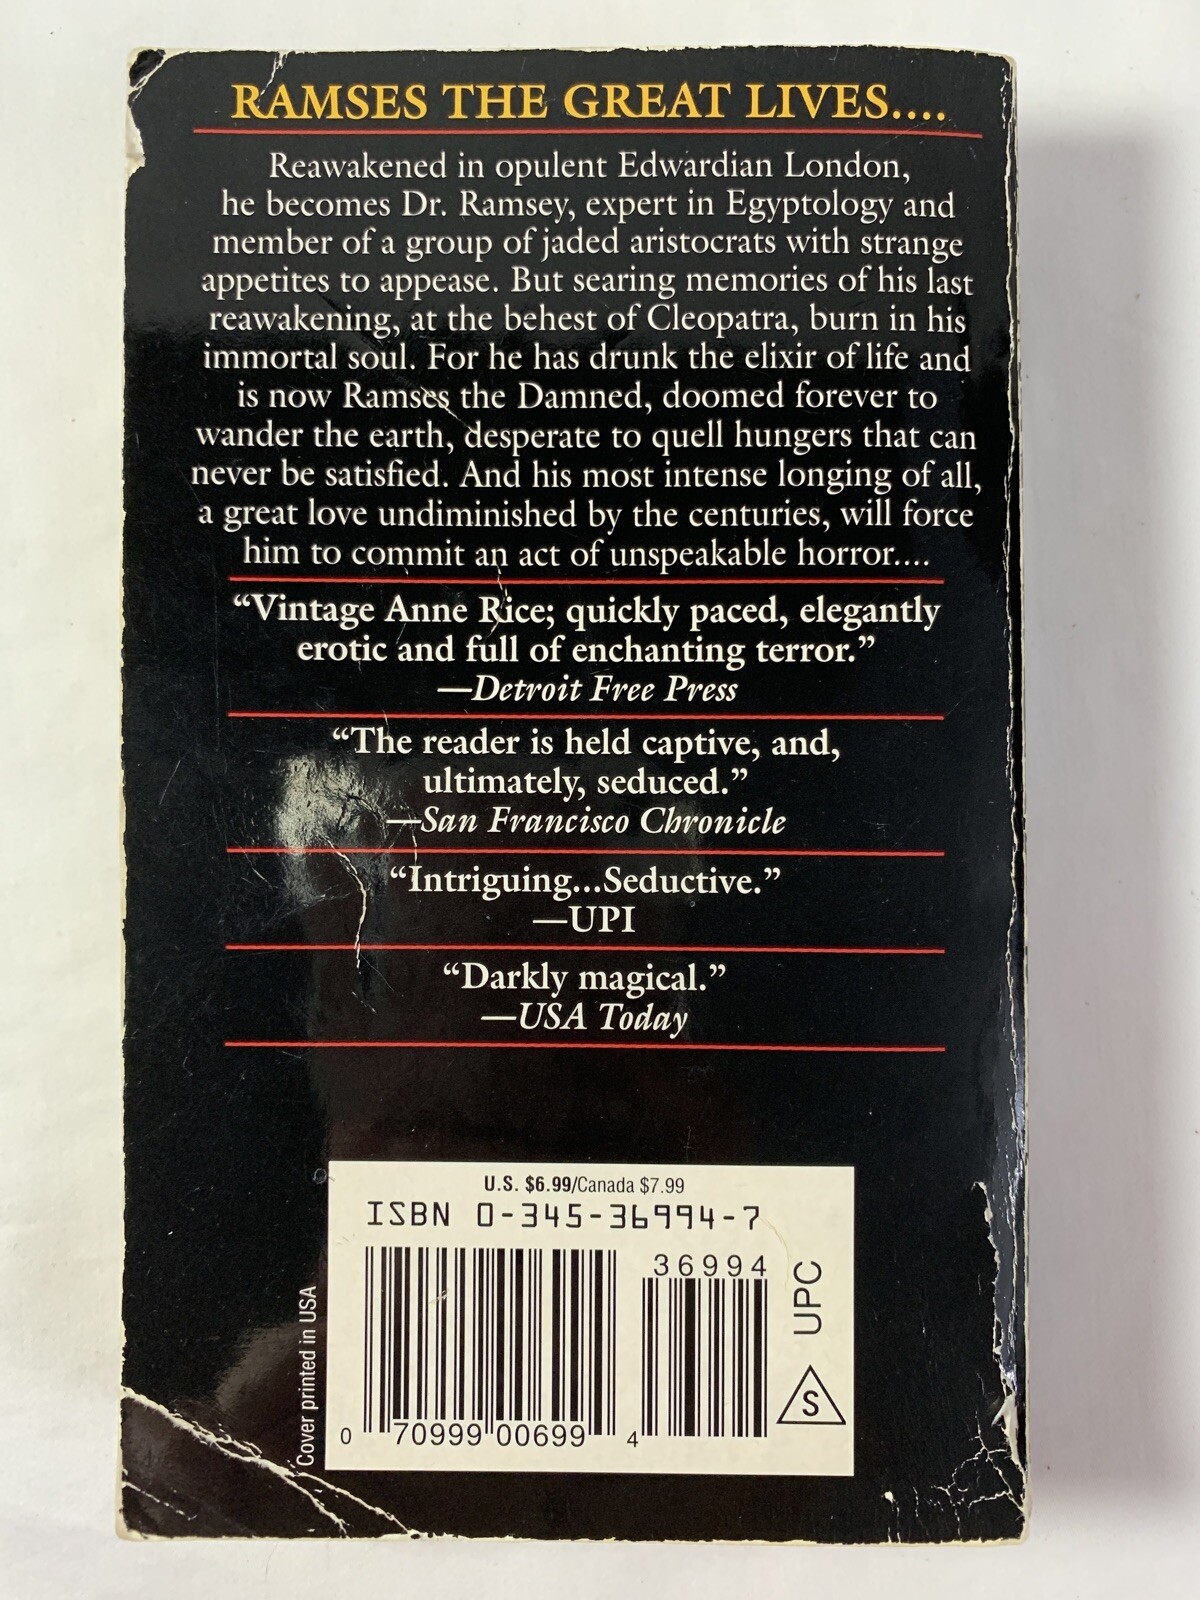 RAMSES THE GREAT LIVES....
Reawakened in opulent Edwardian London,
he becomes Dr. Ramsey, expert in Egyptology and
member of a group of jaded aristocrats with strange
appetites to appease. But searing memories of his last
reawakening, at the behest of Cleopatra, burn in his
immortal soul. For he has drunk the elixir of life and
is now Ramses the Damned, doomed forever to
wander the earth, desperate to quell hungers that can
never be satisfied. And his most intense longing of all,
a great love undiminished by the centuries, will force
him to commit an act of unspeakable horror....
“Vintage Anne Rice; quickly paced, elegantly
erotic and full of enchanting terror.”
—Detroit Free Press
“The reader is held captive, and,
ultimately, seduced.”
—San Francisco Chronicle
“Intriguing...Seductive.”
—UPI
“Darkly magical.”
—USA Today
U.S. $6.99/Canada $7.99
ISBN 0-345-36994-7
36994
0 70999 00699 4
UPC
S
Cover printed in USA